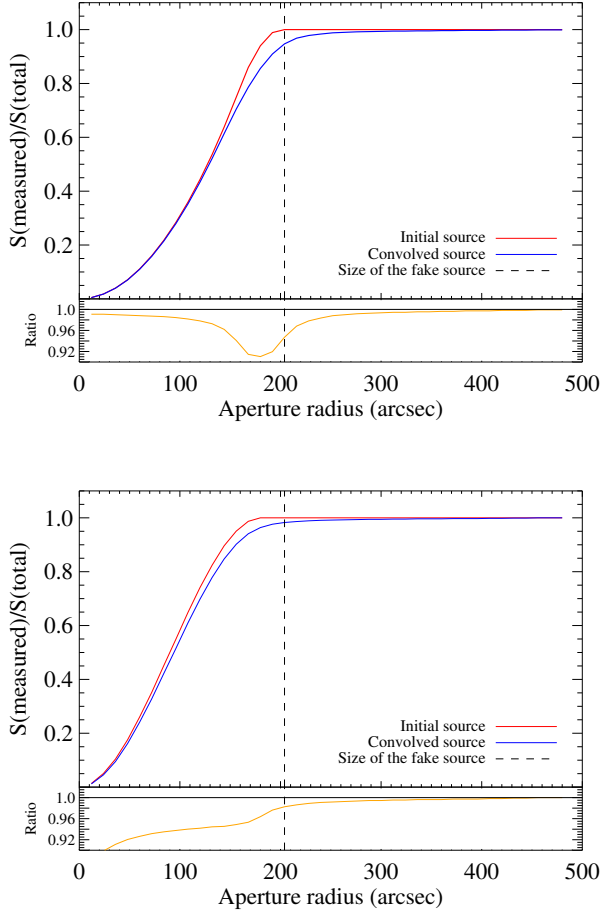 1.0
0.8
0.6
0.4
0.2
S(measured)/S(total)
Initial source
Convolved source
Size of the fake source
1.0
0.96
0.92
Ratio
0 100 200 300 400 500
Aperture radius (arcsec)
1.0
0.8
0.6
0.4
0.2
S(measured)/S(total)
Initial source
Convolved source
Size of the fake source
1.0
0.96
0.92
Ratio
0 100 200 300 400 500
Aperture radius (arcsec)